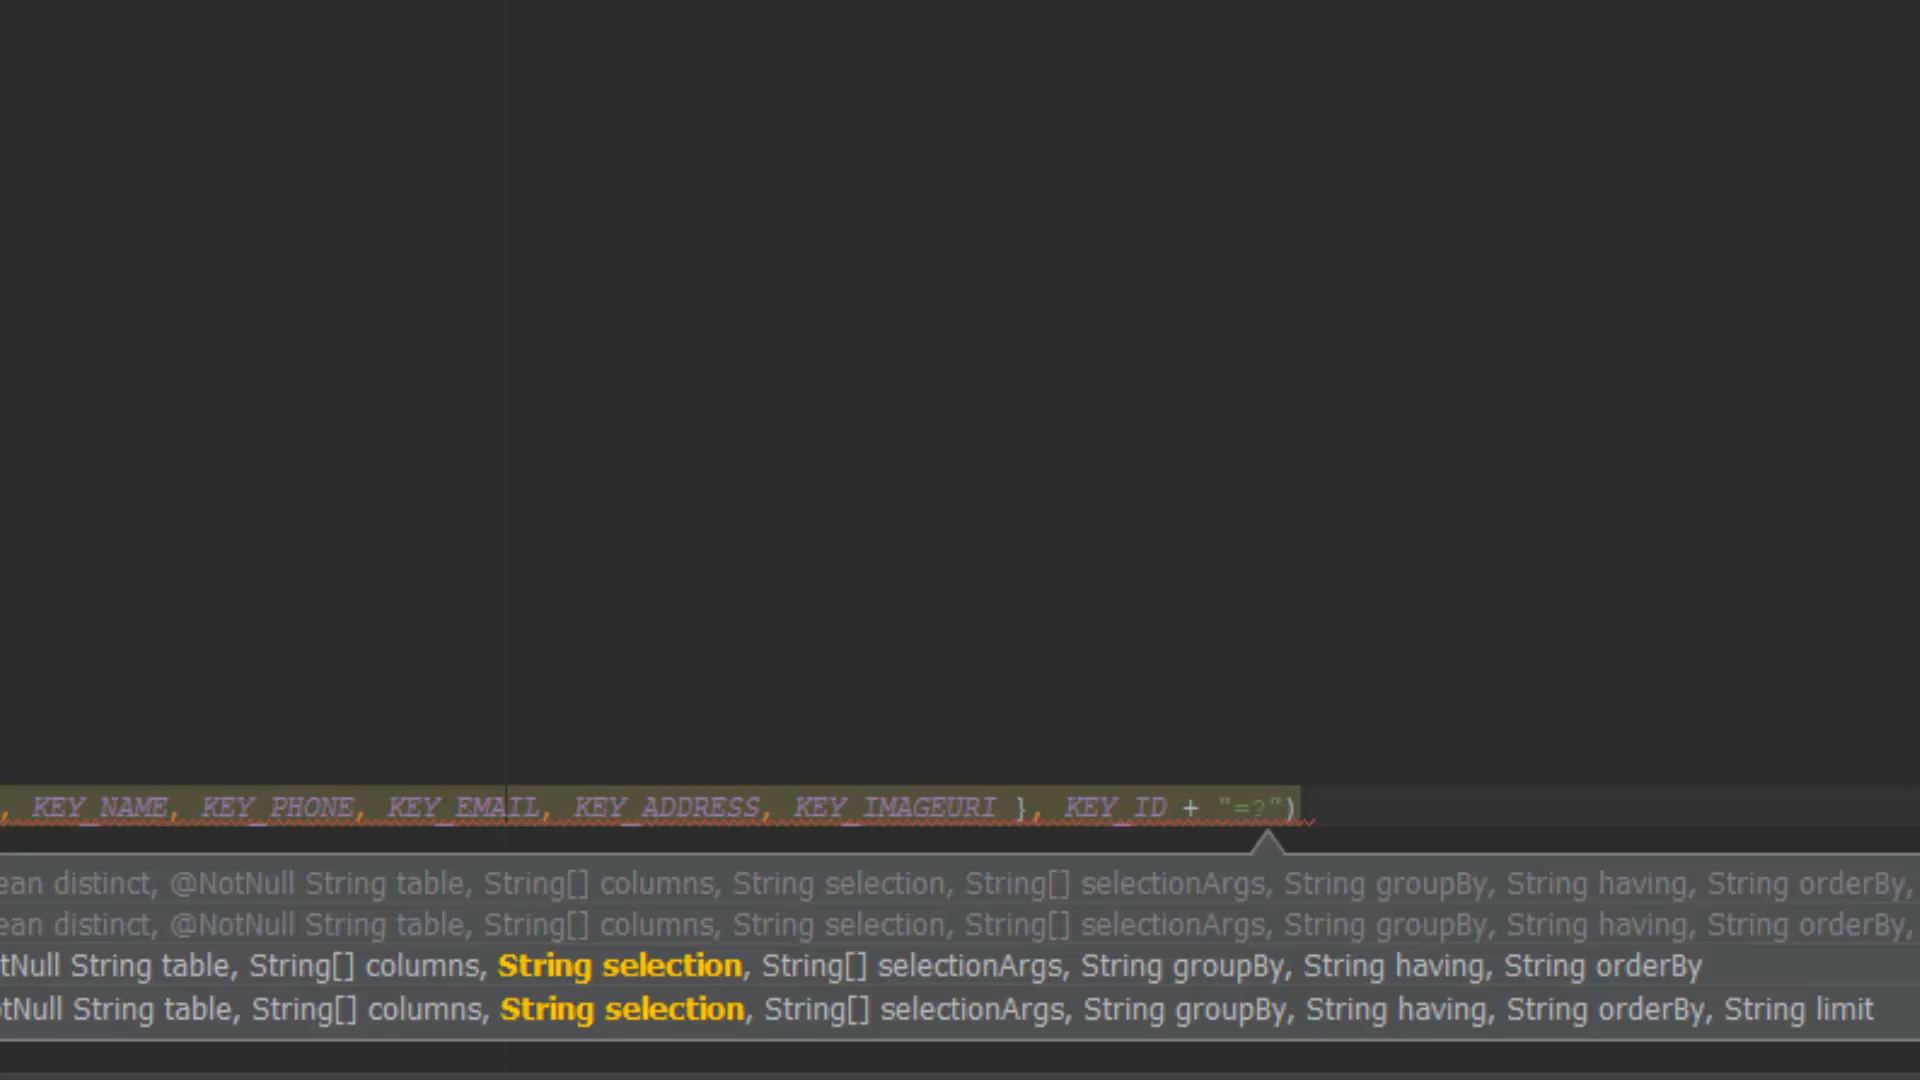 , KEY_NAME, KEY_PHONE, KEY_EMAIL, KEY_ADDRESS, KEY_IMAGEURI }, KEY_ID + "=?")
ean distinct, @NotNull String table, String[] columns, String selection, String[] selectionArgs, String groupBy, String having, String orderBy,
ean distinct, @NotNull String table, String[] columns, String selection, String[] selectionArgs, String groupBy, String having, String orderBy,
tNull String table, String[] columns, String selection, String[] selectionArgs, String groupBy, String having, String orderBy
otNull String table, String[] columns, String selection, String[] selectionArgs, String groupBy, String having, String orderBy, String limit